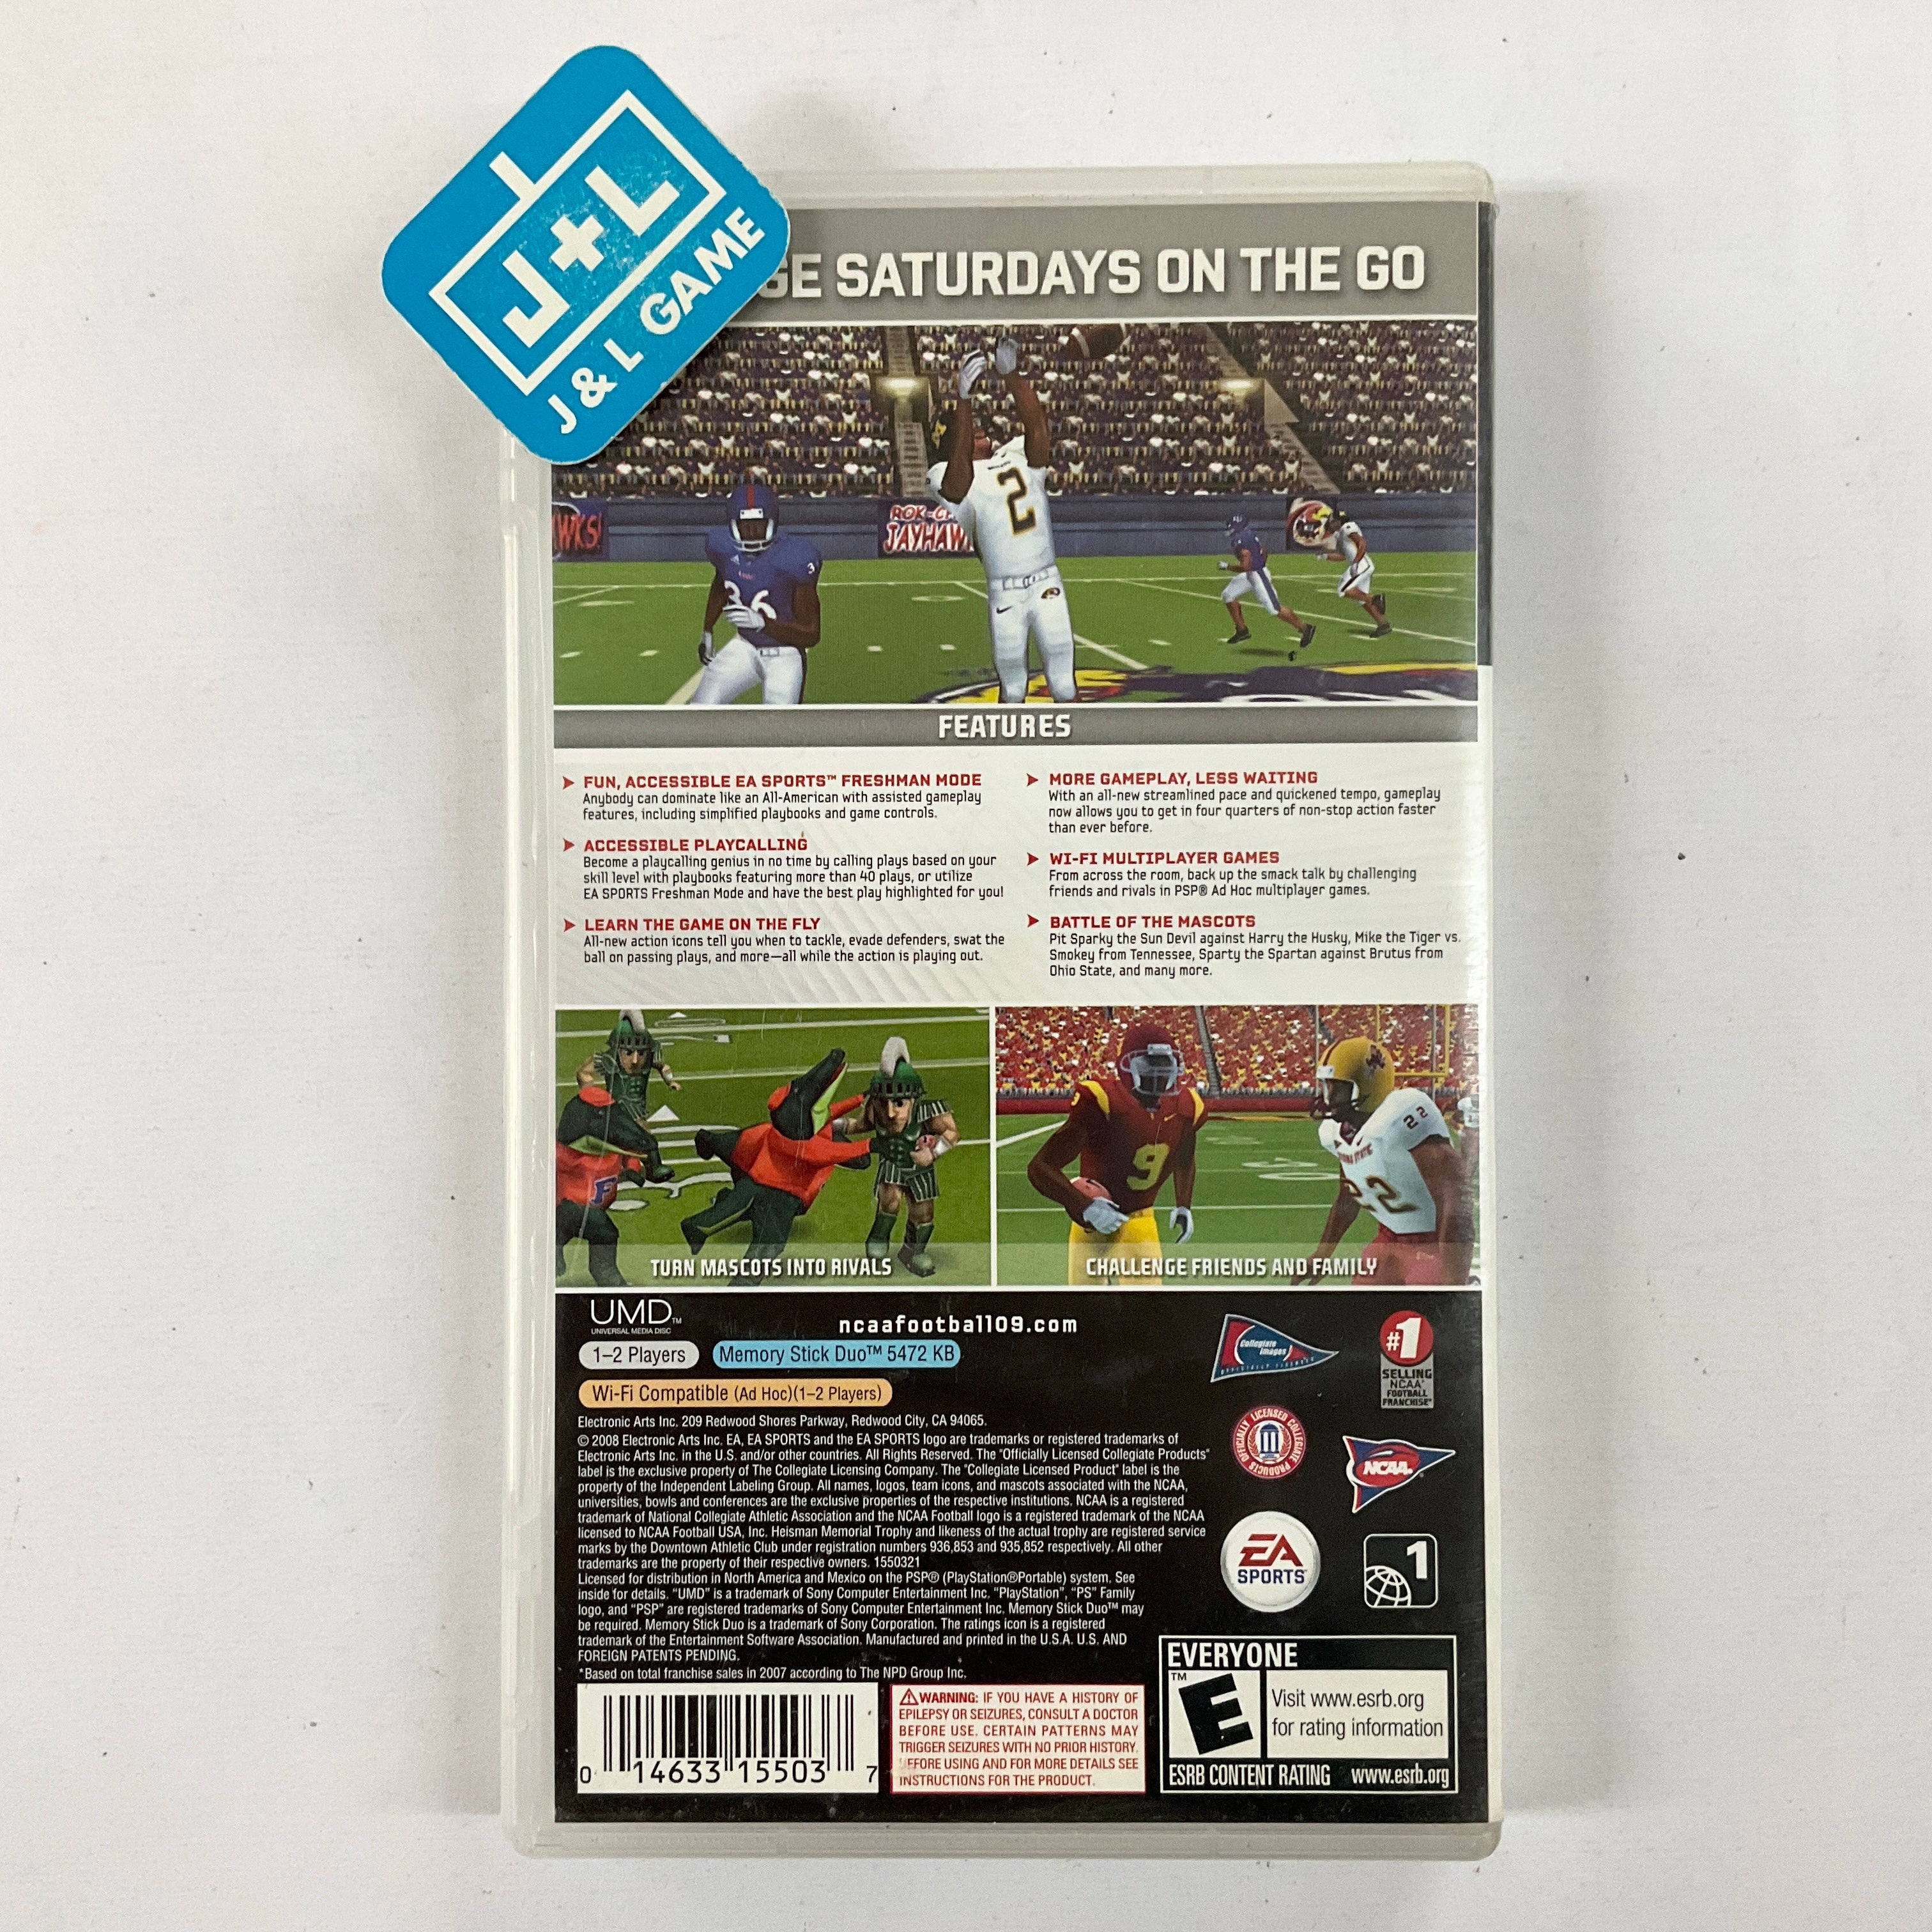 J+L
J & L GAME
GE SATURDAYS ON THE GO
2
36
3
WKS!
ROK-CH
JAYHAW
FEATURES
FUN, ACCESSIBLE EA SPORTS™ FRESHMAN MODE
Anybody can dominate like an All-American with assisted gameplay
features, including simplified playbooks and game controls.
ACCESSIBLE PLAYCALLING
Become a playcalling genius in no time by calling plays based on your
skill level with playbooks featuring more than 40 plays, or utilize
EA SPORTS Freshman Mode and have the best play highlighted for you!
LEARN THE GAME ON THE FLY
All-new action icons tell you when to tackle, evade defenders, swat the
ball on passing plays, and more—all while the action is playing out.
MORE GAMEPLAY, LESS WAITING
With an all-new streamlined pace and quickened tempo, gameplay
now allows you to get in four quarters of non-stop action faster
than ever before.
WI-FI MULTIPLAYER GAMES
From across the room, back up the smack talk by challenging
friends and rivals in PSP® Ad Hoc multiplayer games.
BATTLE OF THE MASCOTS
Pit Sparky the Sun Devil against Harry the Husky, Mike the Tiger vs.
Smokey from Tennessee, Sparty the Spartan against Brutus from
Ohio State, and many more.
F
TURN MASCOTS INTO RIVALS
9
9
22
22
CHALLENGE FRIENDS AND FAMILY
UMD™
UNIVERSAL MEDIA DISC
ncaafootball09.com
1–2 Players
Memory Stick Duo™ 5472 KB
Wi-Fi Compatible (Ad Hoc)(1–2 Players)
Collegiate Images
OFFICIALLY LICENSED
#1
SELLING
NCAA®
FOOTBALL
FRANCHISE*
OFFICIALLY LICENSED COLLEGIATE PRODUCTS
NCAA®
EA
SPORTS™
1
Electronic Arts Inc. 209 Redwood Shores Parkway, Redwood City, CA 94065.
© 2008 Electronic Arts Inc. EA, EA SPORTS and the EA SPORTS logo are trademarks or registered trademarks of
Electronic Arts Inc. in the U.S. and/or other countries. All Rights Reserved. The "Officially Licensed Collegiate Products"
label is the exclusive property of The Collegiate Licensing Company. The "Collegiate Licensed Product" label is the
property of the Independent Labeling Group. All names, logos, team icons, and mascots associated with the NCAA,
universities, bowls and conferences are the exclusive properties of the respective institutions. NCAA is a registered
trademark of National Collegiate Athletic Association and the NCAA Football logo is a registered trademark of the NCAA
licensed to NCAA Football USA, Inc. Heisman Memorial Trophy and likeness of the actual trophy are registered service
marks by the Downtown Athletic Club under registration numbers 936,853 and 935,852 respectively. All other
trademarks are the property of their respective owners. 1550321
Licensed for distribution in North America and Mexico on the PSP® (PlayStation®Portable) system. See
inside for details. "UMD" is a trademark of Sony Computer Entertainment Inc. "PlayStation", "PS" Family
logo, and "PSP" are registered trademarks of Sony Computer Entertainment Inc. Memory Stick Duo™ may
be required. Memory Stick Duo is a trademark of Sony Corporation. The ratings icon is a registered
trademark of the Entertainment Software Association. Manufactured and printed in the U.S.A. U.S. AND
FOREIGN PATENTS PENDING.
*Based on total franchise sales in 2007 according to The NPD Group Inc.
0 14633 15503 7
WARNING: IF YOU HAVE A HISTORY OF
EPILEPSY OR SEIZURES, CONSULT A DOCTOR
BEFORE USE. CERTAIN PATTERNS MAY
TRIGGER SEIZURES WITH NO PRIOR HISTORY.
BEFORE USING AND FOR MORE DETAILS SEE
INSTRUCTIONS FOR THE PRODUCT.
EVERYONE
™
E
Visit www.esrb.org
for rating information
ESRB CONTENT RATING www.esrb.org